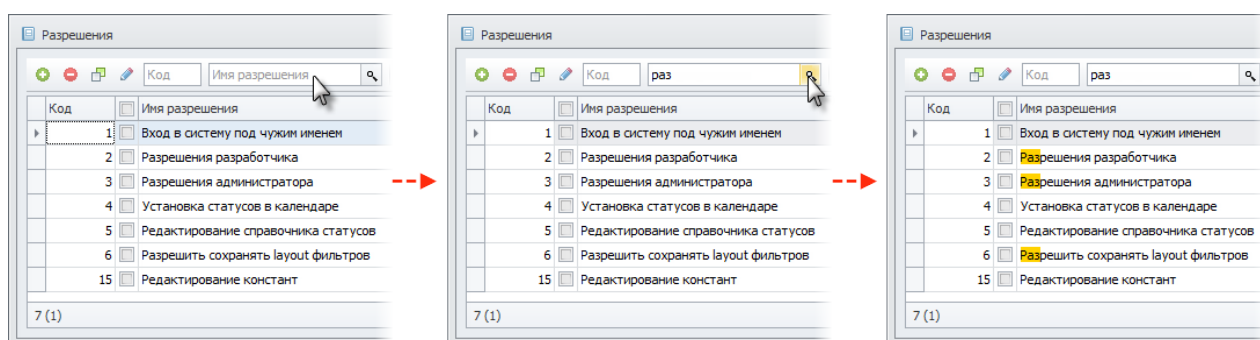 Разрешения
Код Имя разрешения
Код Имя разрешения
1 Вход в систему под чужим именем
2 Разрешения разработчика
3 Разрешения администратора
4 Установка статусов в календаре
5 Редактирование справочника статусов
6 Разрешить сохранять layout фильтров
15 Редактирование констант
7 (1)
Разрешения
Код раз
Код Имя разрешения
1 Вход в систему под чужим именем
2 Разрешения разработчика
3 Разрешения администратора
4 Установка статусов в календаре
5 Редактирование справочника статусов
6 Разрешить сохранять layout фильтров
15 Редактирование констант
7 (1)
Разрешения
Код раз
Код Имя разрешения
1 Вход в систему под чужим именем
2 Разрешения разработчика
3 Разрешения администратора
4 Установка статусов в календаре
5 Редактирование справочника статусов
6 Разрешить сохранять layout фильтров
15 Редактирование констант
7 (1)